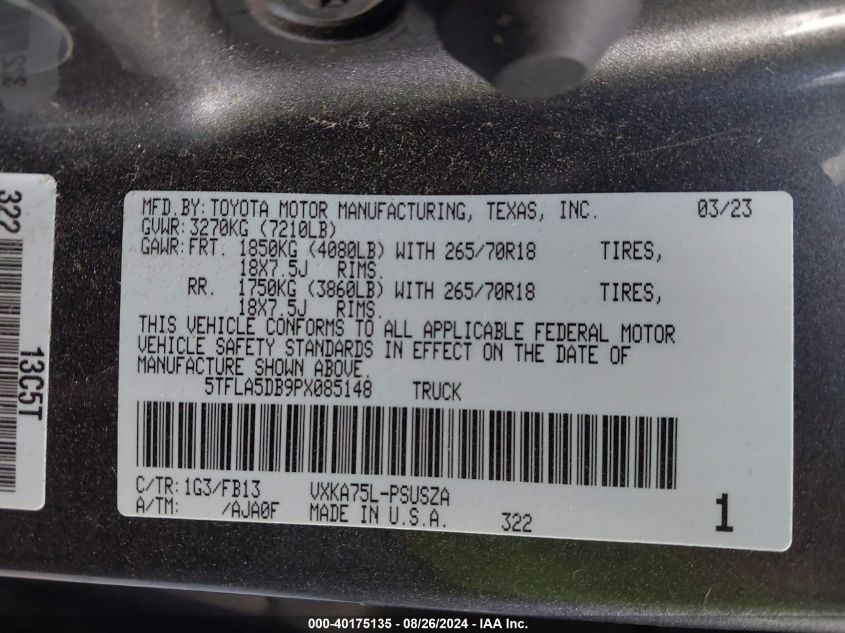 322
13C5T
MFD.BY:TOYOTA MOTOR MANUFACTURING, TEXAS, INC. 03/23
GVWR:3270KG (7210LB)
GAWR:FRT. 1850KG (4080LB) WITH 265/70R18 TIRES,
18X7.5J RIMS.
RR. 1750KG (3860LB) WITH 265/70R18 TIRES,
18X7.5J RIMS.
THIS VEHICLE CONFORMS TO ALL APPLICABLE FEDERAL MOTOR
VEHICLE SAFETY STANDARDS IN EFFECT ON THE DATE OF
MANUFACTURE SHOWN ABOVE.
5TFLA5DB9PX085148 TRUCK
C/TR:1G3/FB13 VXKA75L-PSUSZA
A/TM: /AJA0F MADE IN U.S.A. 322 1
000-40175135 - 08/26/2024 - IAA Inc.